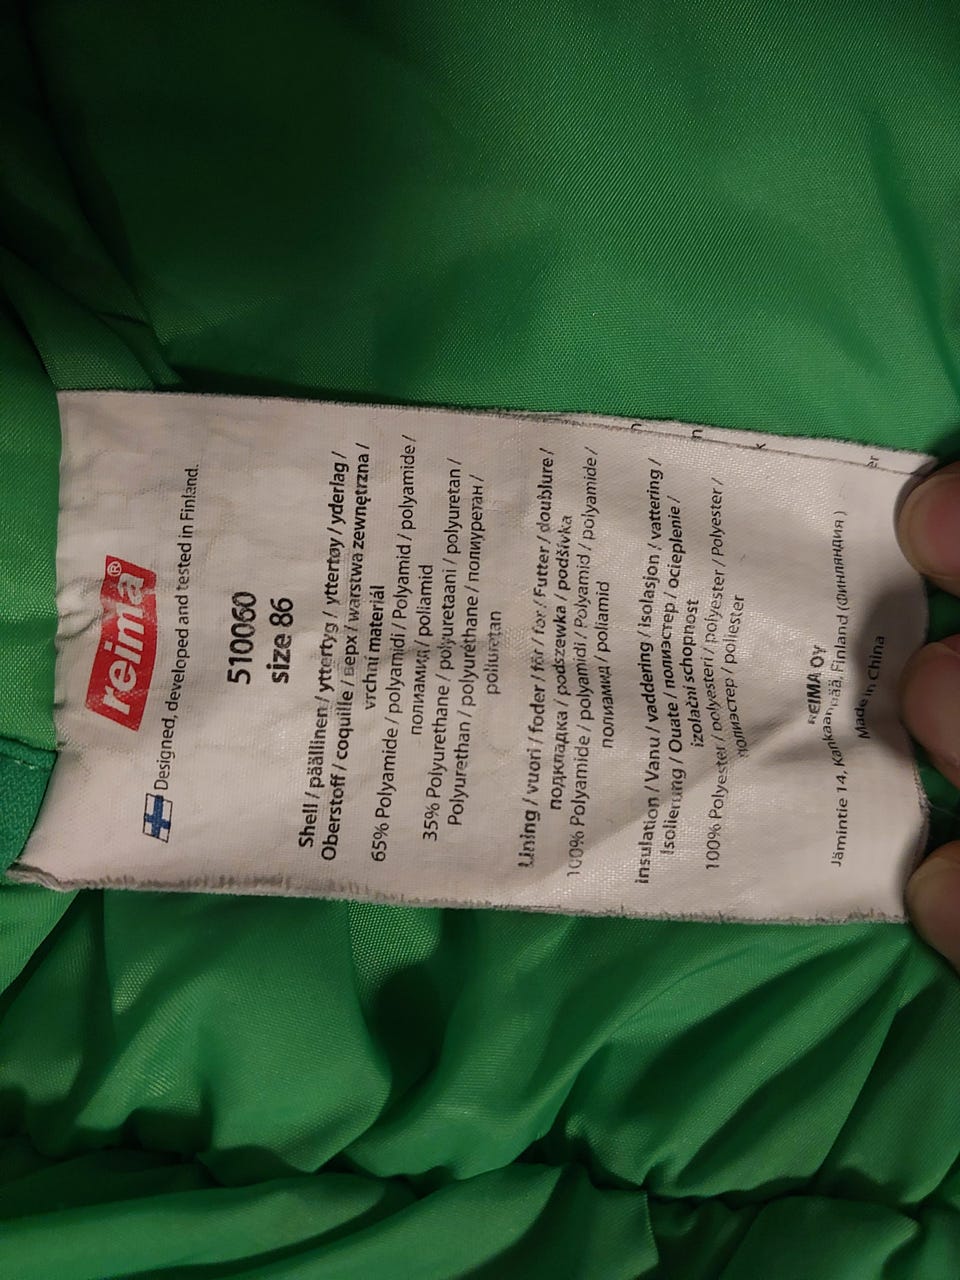 reima®
Designed, developed and tested in Finland.
510060
size 86
Shell / päällinen / yttertyg / yttertøy / yderlag /
Oberstoff / coquille / верх / warstwa zewnętrzna /
vrchní materiál
65% Polyamide / polyamidi / Polyamid / polyamide /
полиамид / poliamid
35% Polyurethane / polyuretaani / polyuretan /
Polyurethan / polyuréthane / полиуретан /
poliuretan
Lining / vuori / foder / fôr / for / Futter / doublure /
подкладка / podszewka / podšívka
100% Polyamide / polyamidi / Polyamid / polyamide /
полиамид / poliamid
Insulation / Vanu / vaddering / Isolasjon / vattering /
Isolierung / Ouate / полиэстер / ocieplenie /
izolační schopnost
100% Polyester / polyesteri / polyester / Polyester /
полиэстер / poliester
REIMA OY
Jämintie 14, Kankaanpää, Finland (Финляндия)
Made in China